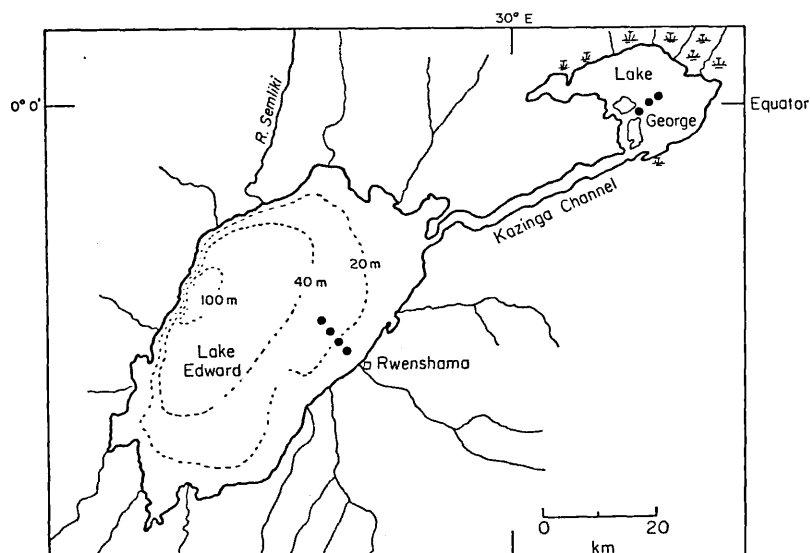 30° E
Lake
George
0° 0'
Equator
R. Semliki
Kazinga Channel
20 m
40 m
100 m
Lake
Edward
Rwenshama
0 20
km